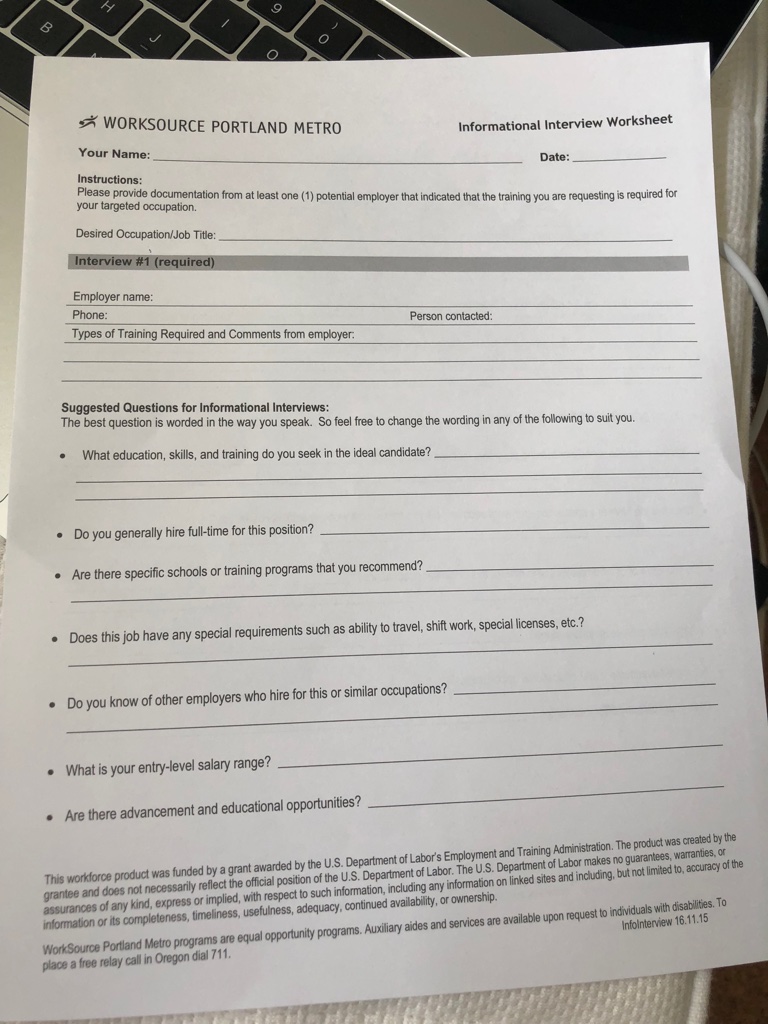 B
H
J
I
9
)
0
O
WORKSOURCE PORTLAND METRO
Informational Interview Worksheet
Your Name:
Date:
Instructions:
Please provide documentation from at least one (1) potential employer that indicated that the training you are requesting is required for
your targeted occupation.
Desired Occupation/Job Title:
Interview #1 (required)
Employer name:
Phone:
Person contacted:
Types of Training Required and Comments from employer:
Suggested Questions for Informational Interviews:
The best question is worded in the way you speak. So feel free to change the wording in any of the following to suit you.
• What education, skills, and training do you seek in the ideal candidate?
• Do you generally hire full-time for this position?
• Are there specific schools or training programs that you recommend?
• Does this job have any special requirements such as ability to travel, shift work, special licenses, etc.?
• Do you know of other employers who hire for this or similar occupations?
• What is your entry-level salary range?
• Are there advancement and educational opportunities?
This workforce product was funded by a grant awarded by the U.S. Department of Labor's Employment and Training Administration. The product was created by the
grantee and does not necessarily reflect the official position of the U.S. Department of Labor. The U.S. Department of Labor makes no guarantees, warranties, or
assurances of any kind, express or implied, with respect to such information, including any information on linked sites and including, but not limited to, accuracy of the
information or its completeness, timeliness, usefulness, adequacy, continued availability, or ownership.
WorkSource Portland Metro programs are equal opportunity programs. Auxiliary aides and services are available upon request to individuals with disabilities. To
place a free relay call in Oregon dial 711.
InfoInterview 16.11.15